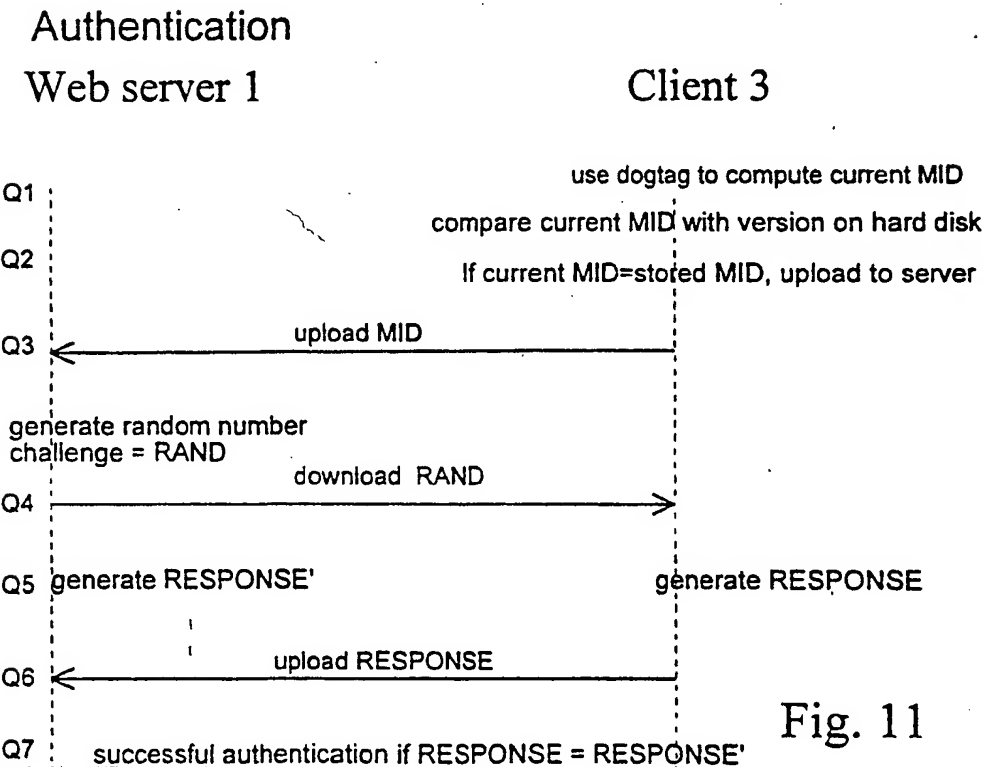 Authentication
Web server 1
Client 3
Q1
use dogtag to compute current MID
compare current MID with version on hard disk
Q2
If current MID=stored MID, upload to server
Q3
upload MID
generate random number
challenge = RAND
download RAND
Q4
Q5
generate RESPONSE'
generate RESPONSE
upload RESPONSE
Q6
Fig. 11
Q7
successful authentication if RESPONSE = RESPONSE'